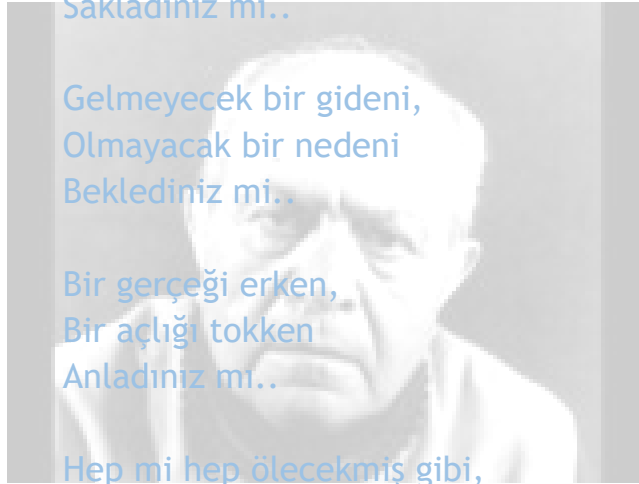 Sakladınız mı..
Gelmeyecek bir gideni,
Olmayacak bir nedeni
Beklediniz mi..
Bir gerçeği erken,
Bir açlığı tokken
Anladınız mı..
Hep mi hep ölecekmiş gibi,